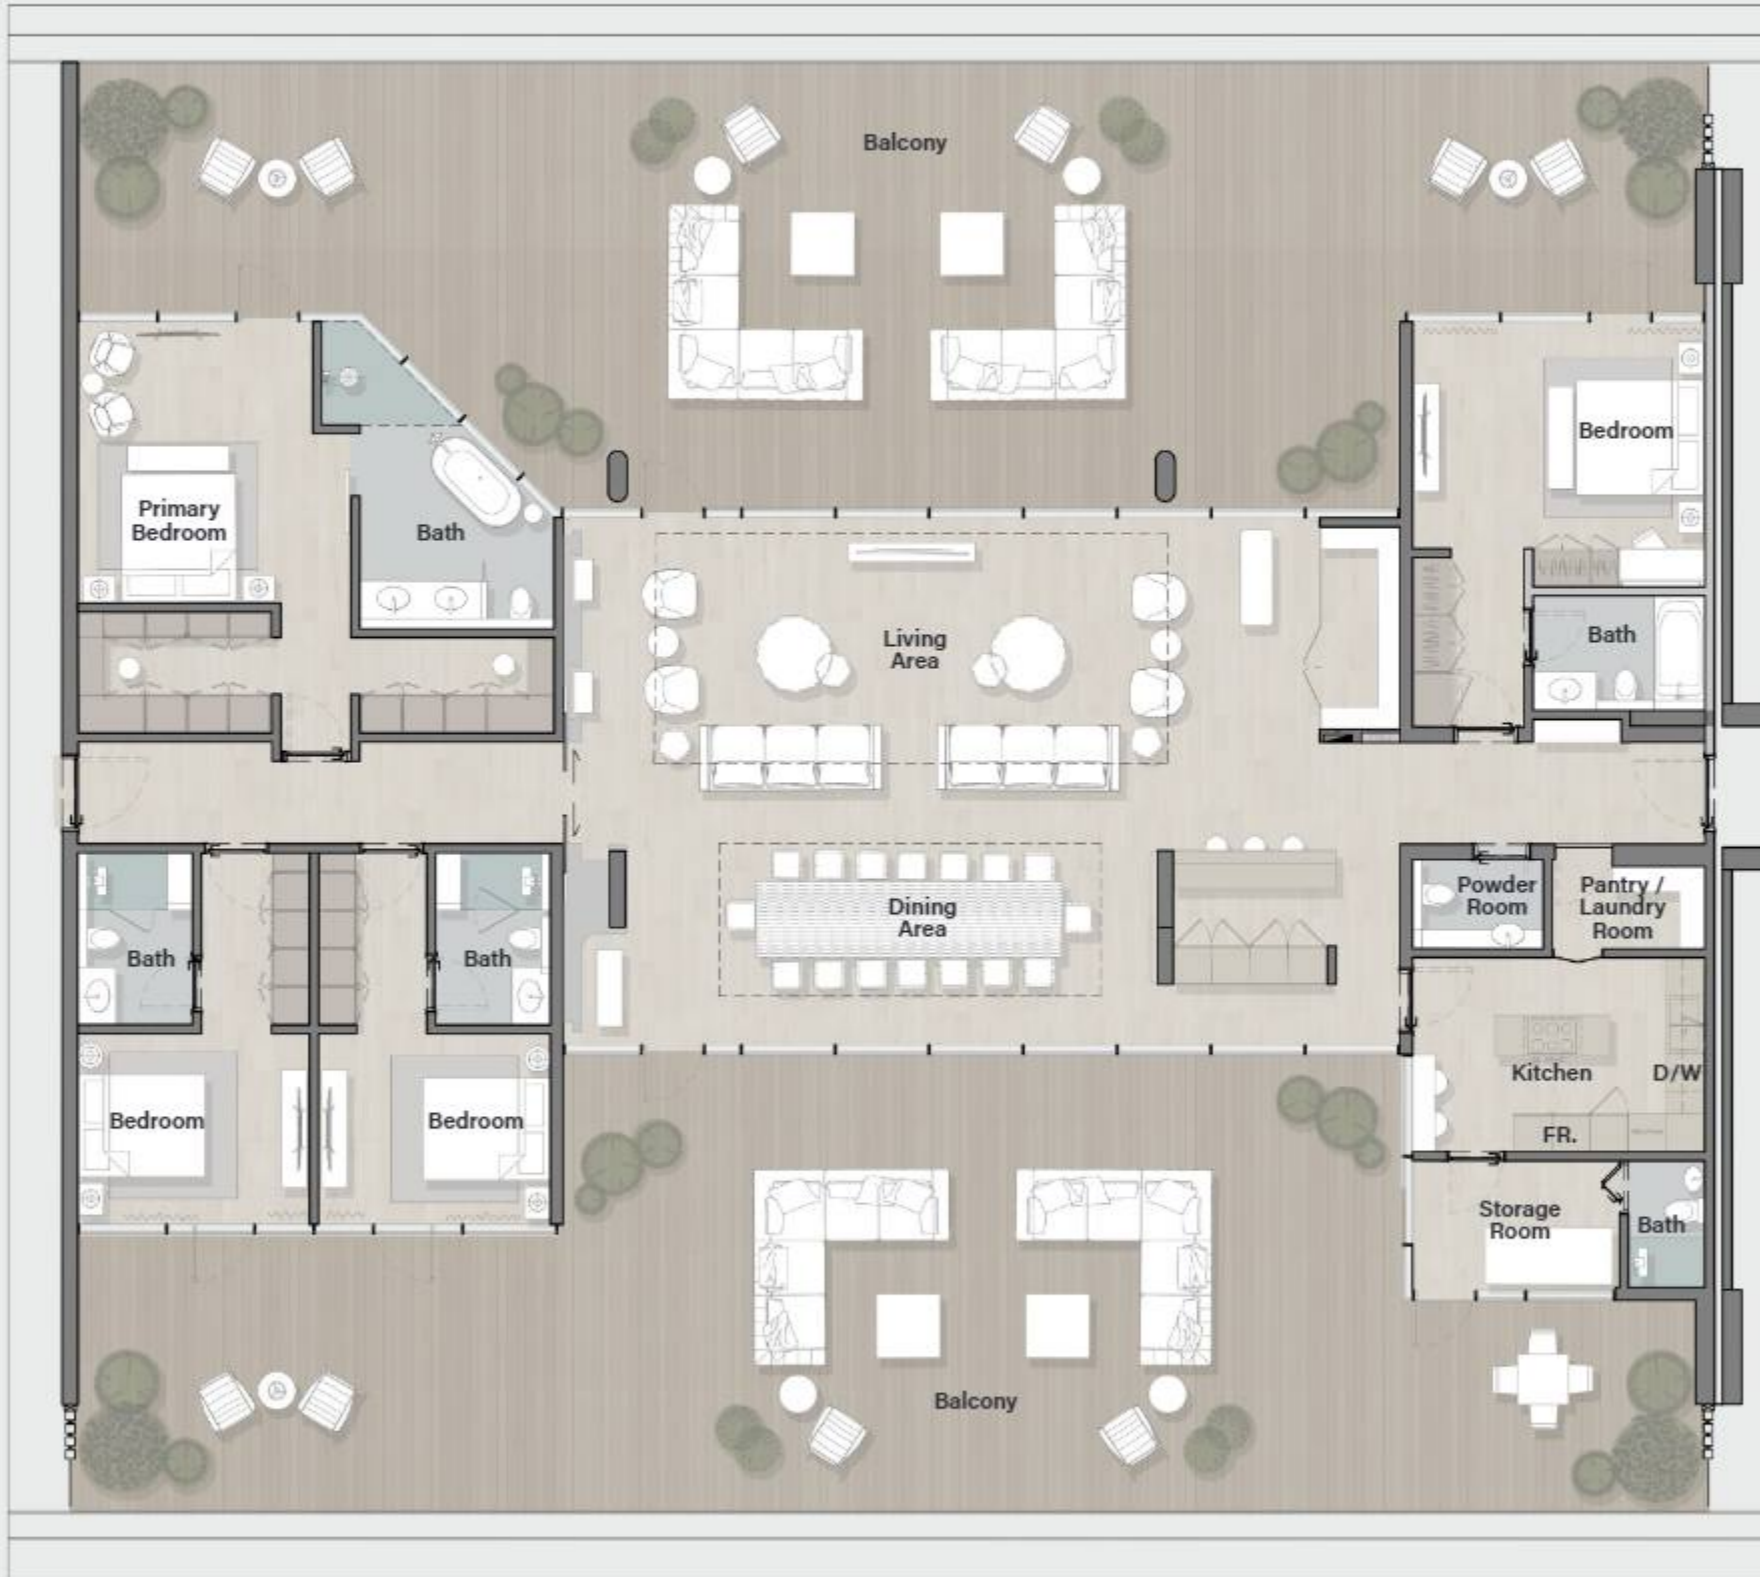 Balcony
Bedroom
Primary
Bedroom
Bath
Living
Area
Bath
Powder
Room
Pantry /
Laundry
Room
Dining
Area
Bath
Bath
Kitchen
D/W
Bedroom
Bedroom
FR.
Storage
Room
Bath
Balcony